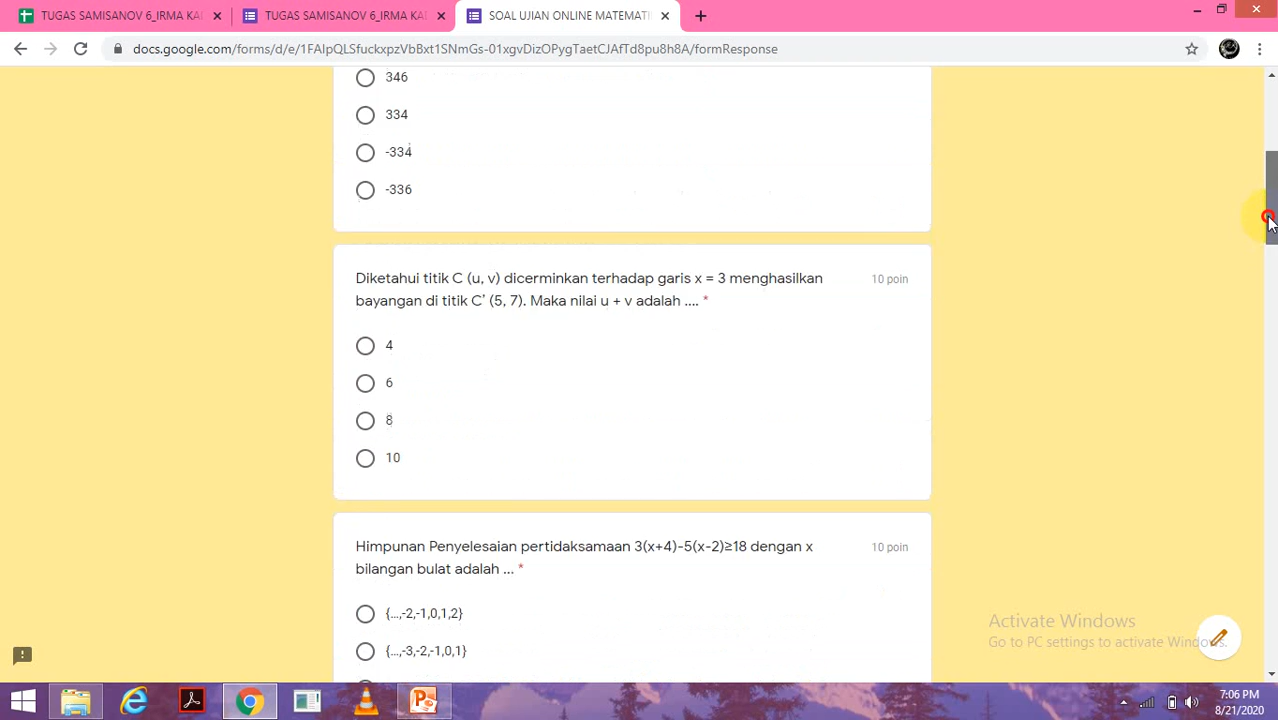 TUGAS SAMISANOV 6_IRMA KA
TUGAS SAMISANOV 6_IRMA KA
SOAL UJIAN ONLINE MATEMATI
docs.google.com/forms/d/e/1FAIpQLSfuckxpzVbBxt1SNmGs-01xgvDizOPygTaetCJAfTd8pu8h8A/formResponse
346
334
-334
-336
Diketahui titik C (u, v) dicerminkan terhadap garis x = 3 menghasilkan
bayangan di titik C' (5, 7). Maka nilai u + v adalah .... *
10 poin
4
6
8
10
Himpunan Penyelesaian pertidaksamaan 3(x+4)-5(x-2)≥18 dengan x
bilangan bulat adalah ... *
10 poin
{...,-2,-1,0,1,2}
{...,-3,-2,-1,0,1}
Activate Windows
Go to PC settings to activate Windows.
7:06 PM
8/21/2020